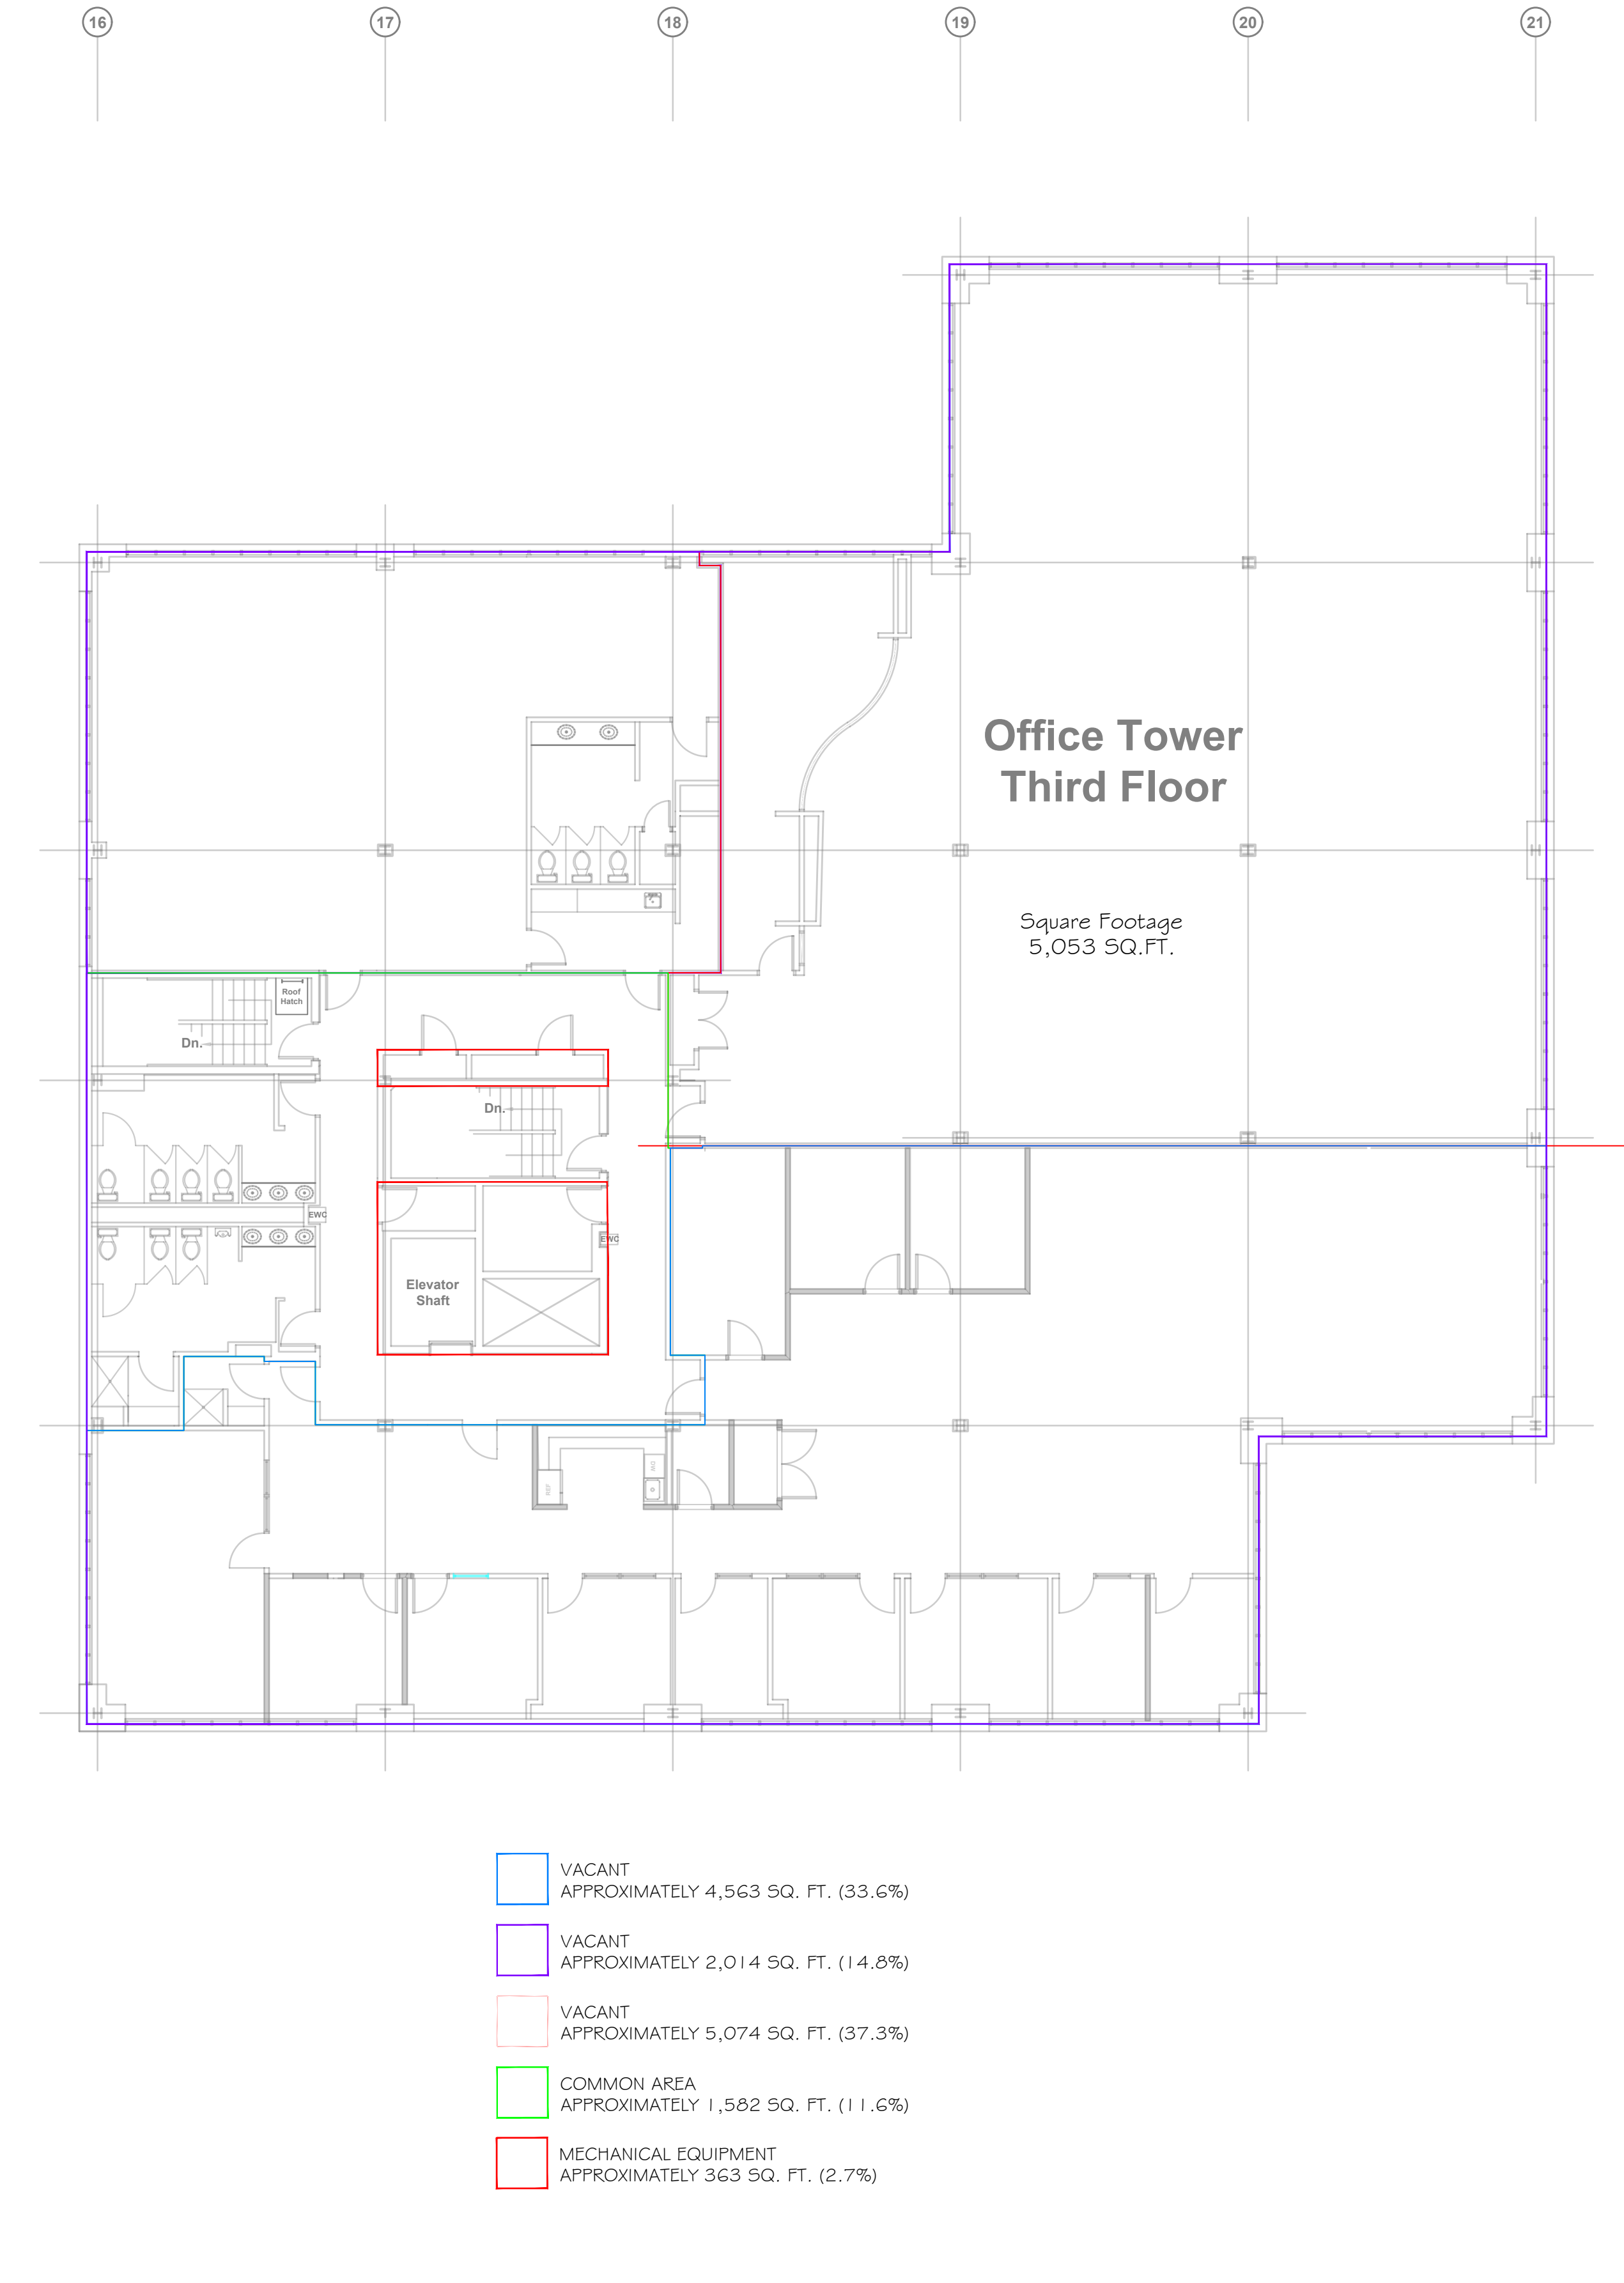 16
17
18
19
20
21
Office Tower
Third Floor
Square Footage
5,053 SQ.FT.
Roof
Hatch
Dn.
Dn.
EWC
EWC
Elevator
Shaft
REF
MO
VACANT
APPROXIMATELY 4,563 SQ. FT. (33.6%)
VACANT
APPROXIMATELY 2,014 SQ. FT. (14.8%)
VACANT
APPROXIMATELY 5,074 SQ. FT. (37.3%)
COMMON AREA
APPROXIMATELY 1,582 SQ. FT. (11.6%)
MECHANICAL EQUIPMENT
APPROXIMATELY 363 SQ. FT. (2.7%)